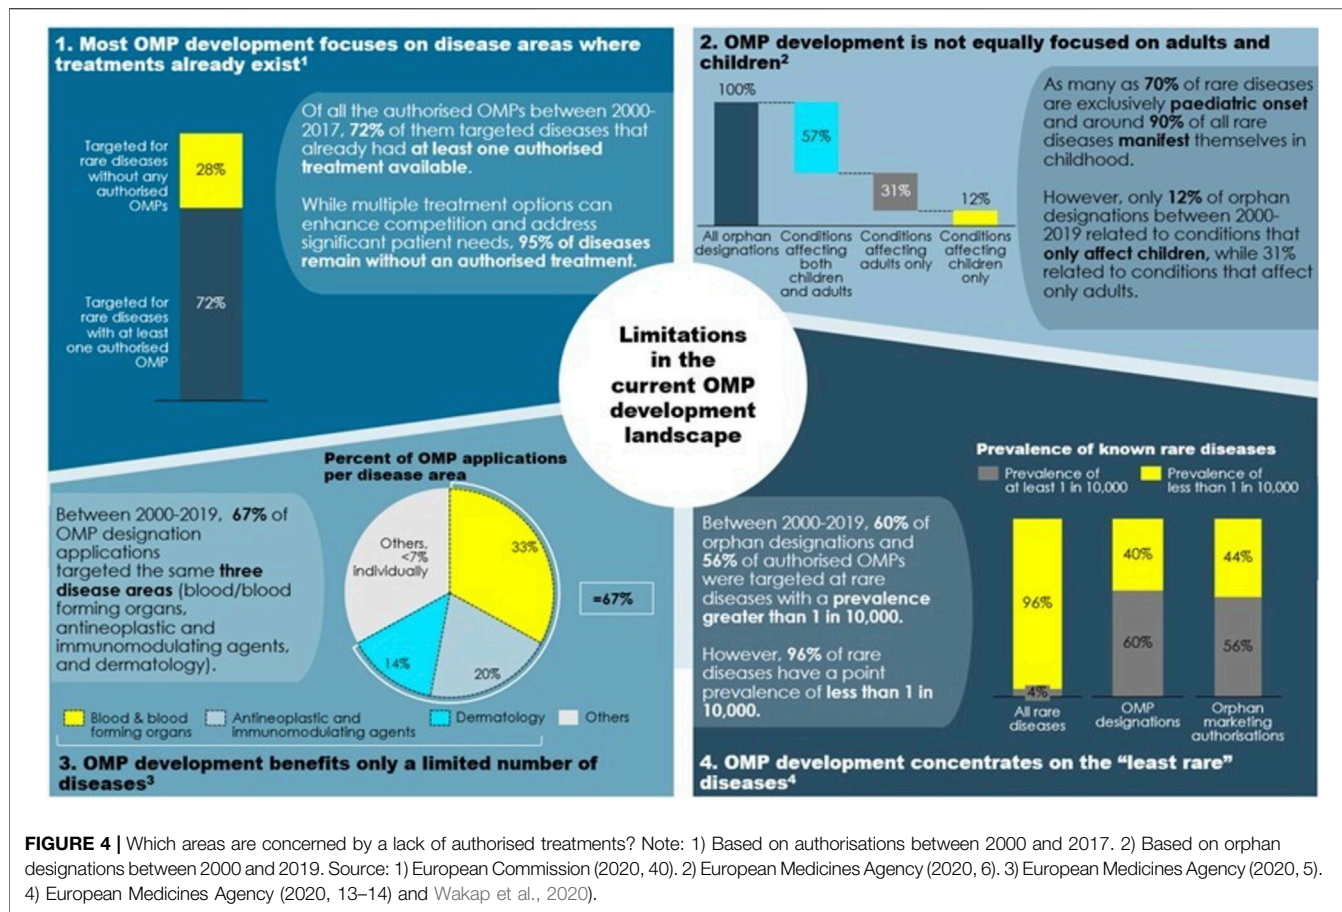 1. Most OMP development focuses on disease areas where
treatments already exist¹
Targeted for
rare diseases
without any
authorised
OMPs
28%
Targeted for
rare diseases
with at least
one authorised
OMP
72%
Of all the authorised OMPs between 2000-
2017, 72% of them targeted diseases that
already had at least one authorised
treatment available.
While multiple treatment options can
enhance competition and address
significant patient needs, 95% of diseases
remain without an authorised treatment.
2. OMP development is not equally focused on adults and
children²
100%
57%
31%
12%
All orphan
designations
Conditions
affecting
both
children
and adults
Conditions
affecting
adults only
Conditions
affecting
children
only
As many as 70% of rare diseases
are exclusively paediatric onset
and around 90% of all rare
diseases manifest themselves in
childhood.
However, only 12% of orphan
designations between 2000-
2019 related to conditions that
only affect children, while 31%
related to conditions that affect
only adults.
Limitations
in the
current OMP
development
landscape
Between 2000-2019, 67% of
OMP designation
applications
targeted the same three
disease areas (blood/blood
forming organs,
antineoplastic and
immunomodulating agents,
and dermatology).
Percent of OMP applications
per disease area
Others,
<7%
individually
33%
14%
20%
=67%
Blood & blood
forming organs
Antineoplastic and
immunomodulating agents
Dermatology
Others
3. OMP development benefits only a limited number of
diseases³
Between 2000-2019, 60% of
orphan designations and
56% of authorised OMPs
were targeted at rare
diseases with a prevalence
greater than 1 in 10,000.
However, 96% of rare
diseases have a point
prevalence of less than 1 in
10,000.
Prevalence of known rare diseases
Prevalence of
at least 1 in 10,000
Prevalence of
less than 1 in 10,000
96%
4%
40%
60%
44%
56%
All rare
diseases
OMP
designations
Orphan
marketing
authorisations
4. OMP development concentrates on the “least rare”
diseases⁴
FIGURE 4 | Which areas are concerned by a lack of authorised treatments? Note: 1) Based on authorisations between 2000 and 2017. 2) Based on orphan
designations between 2000 and 2019. Source: 1) European Commission (2020, 40). 2) European Medicines Agency (2020, 6). 3) European Medicines Agency (2020, 5).
4) European Medicines Agency (2020, 13–14) and Wakap et al., 2020).